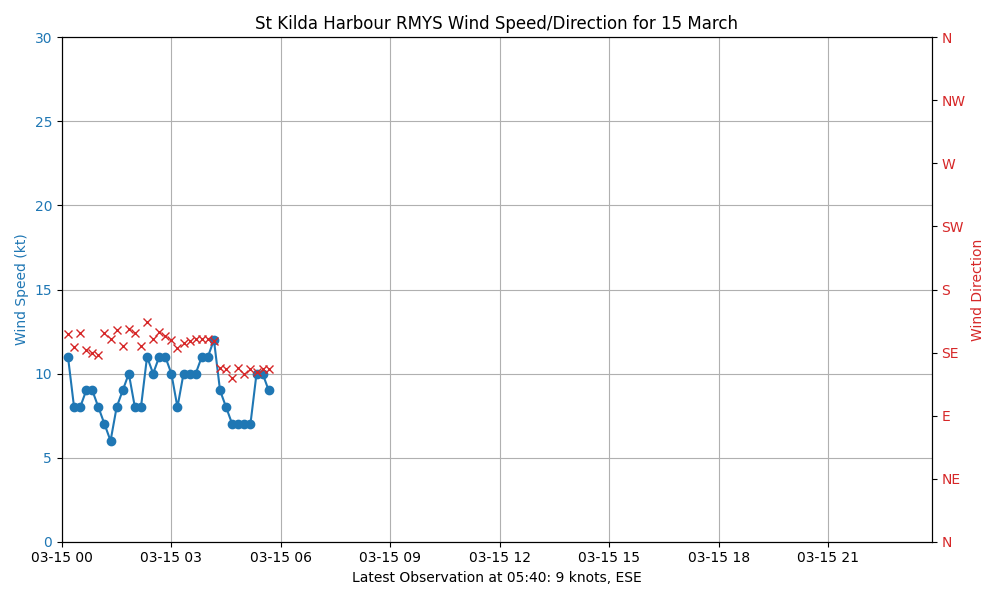 St Kilda Harbour RMYS Wind Speed/Direction for 15 March
30
25
20
15
10
5
0
Wind Speed (kt)
N
NW
W
SW
S
SE
E
NE
N
Wind Direction
03-15 00 03-15 03 03-15 06 03-15 09 03-15 12 03-15 15 03-15 18 03-15 21
Latest Observation at 05:40: 9 knots, ESE